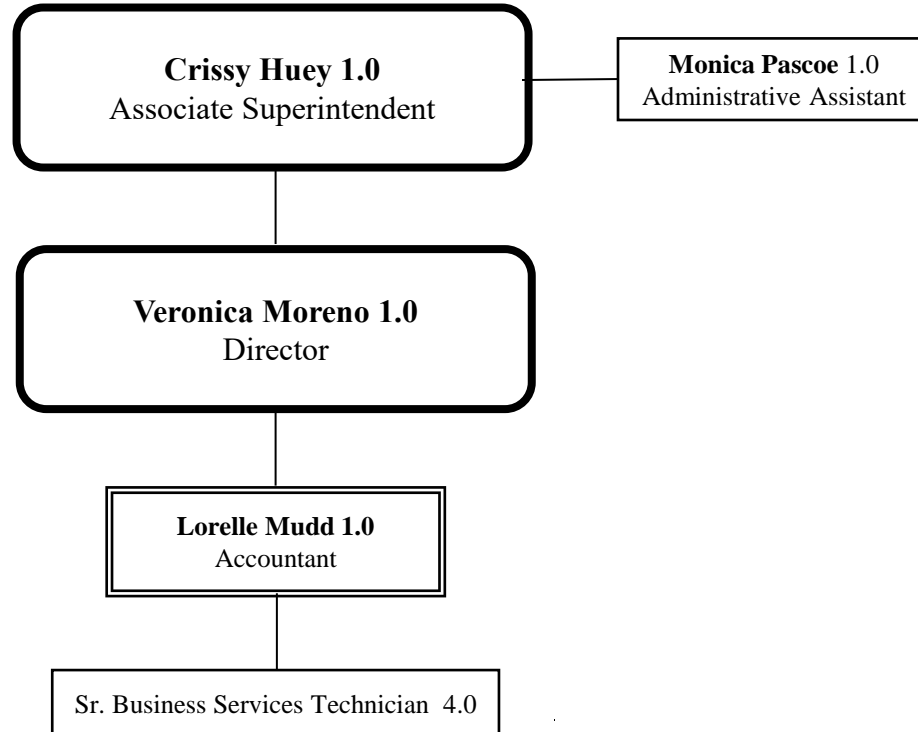 Crissy Huey 1.0
Associate Superintendent
Monica Pascoe 1.0
Administrative Assistant
Veronica Moreno 1.0
Director
Lorelle Mudd 1.0
Accountant
Sr. Business Services Technician 4.0